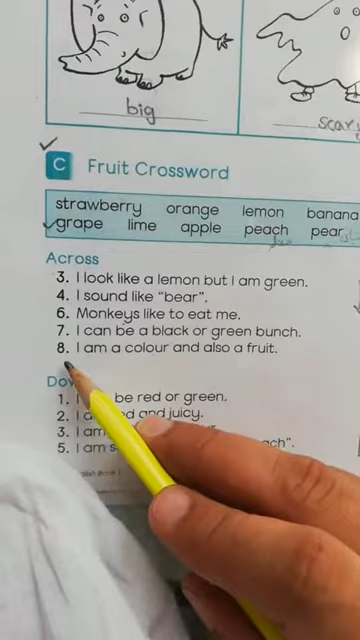 big
scary
C Fruit Crossword
strawberry orange lemon banana
grape lime apple peach pear
Across
3. I look like a lemon but I am green.
4. I sound like "bear".
6. Monkeys like to eat me.
7. I can be a black or green bunch.
8. I am a colour and also a fruit.
1. I be red or green.
2. I and juicy.
3. I am
5. I am